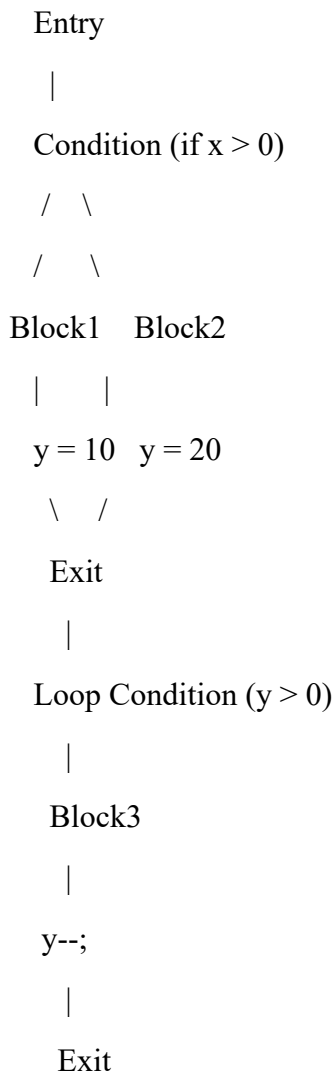 Entry
|
Condition (if x > 0)
/ \
/ \
Block1 Block2
| |
y = 10 y = 20
\ /
Exit
|
Loop Condition (y > 0)
|
Block3
|
y--;
|
Exit